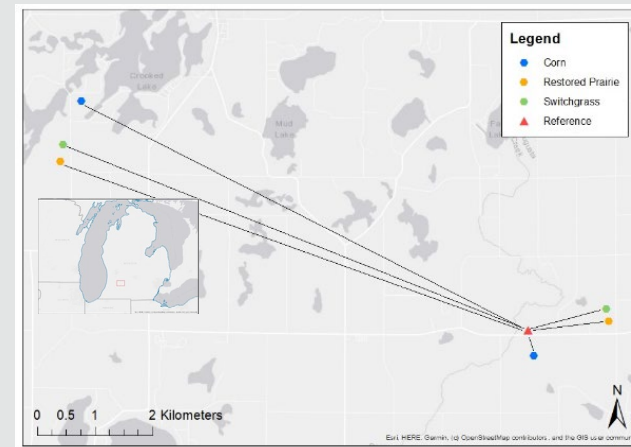 Legend
Corn
Restored Prairie
Switchgrass
Reference
Crooked
Lake
Mud
Lake
N
0 0.5 1 2 Kilometers
Esri, HERE, Garmin, (c) OpenStreetMap contributors, and the GIS user commun